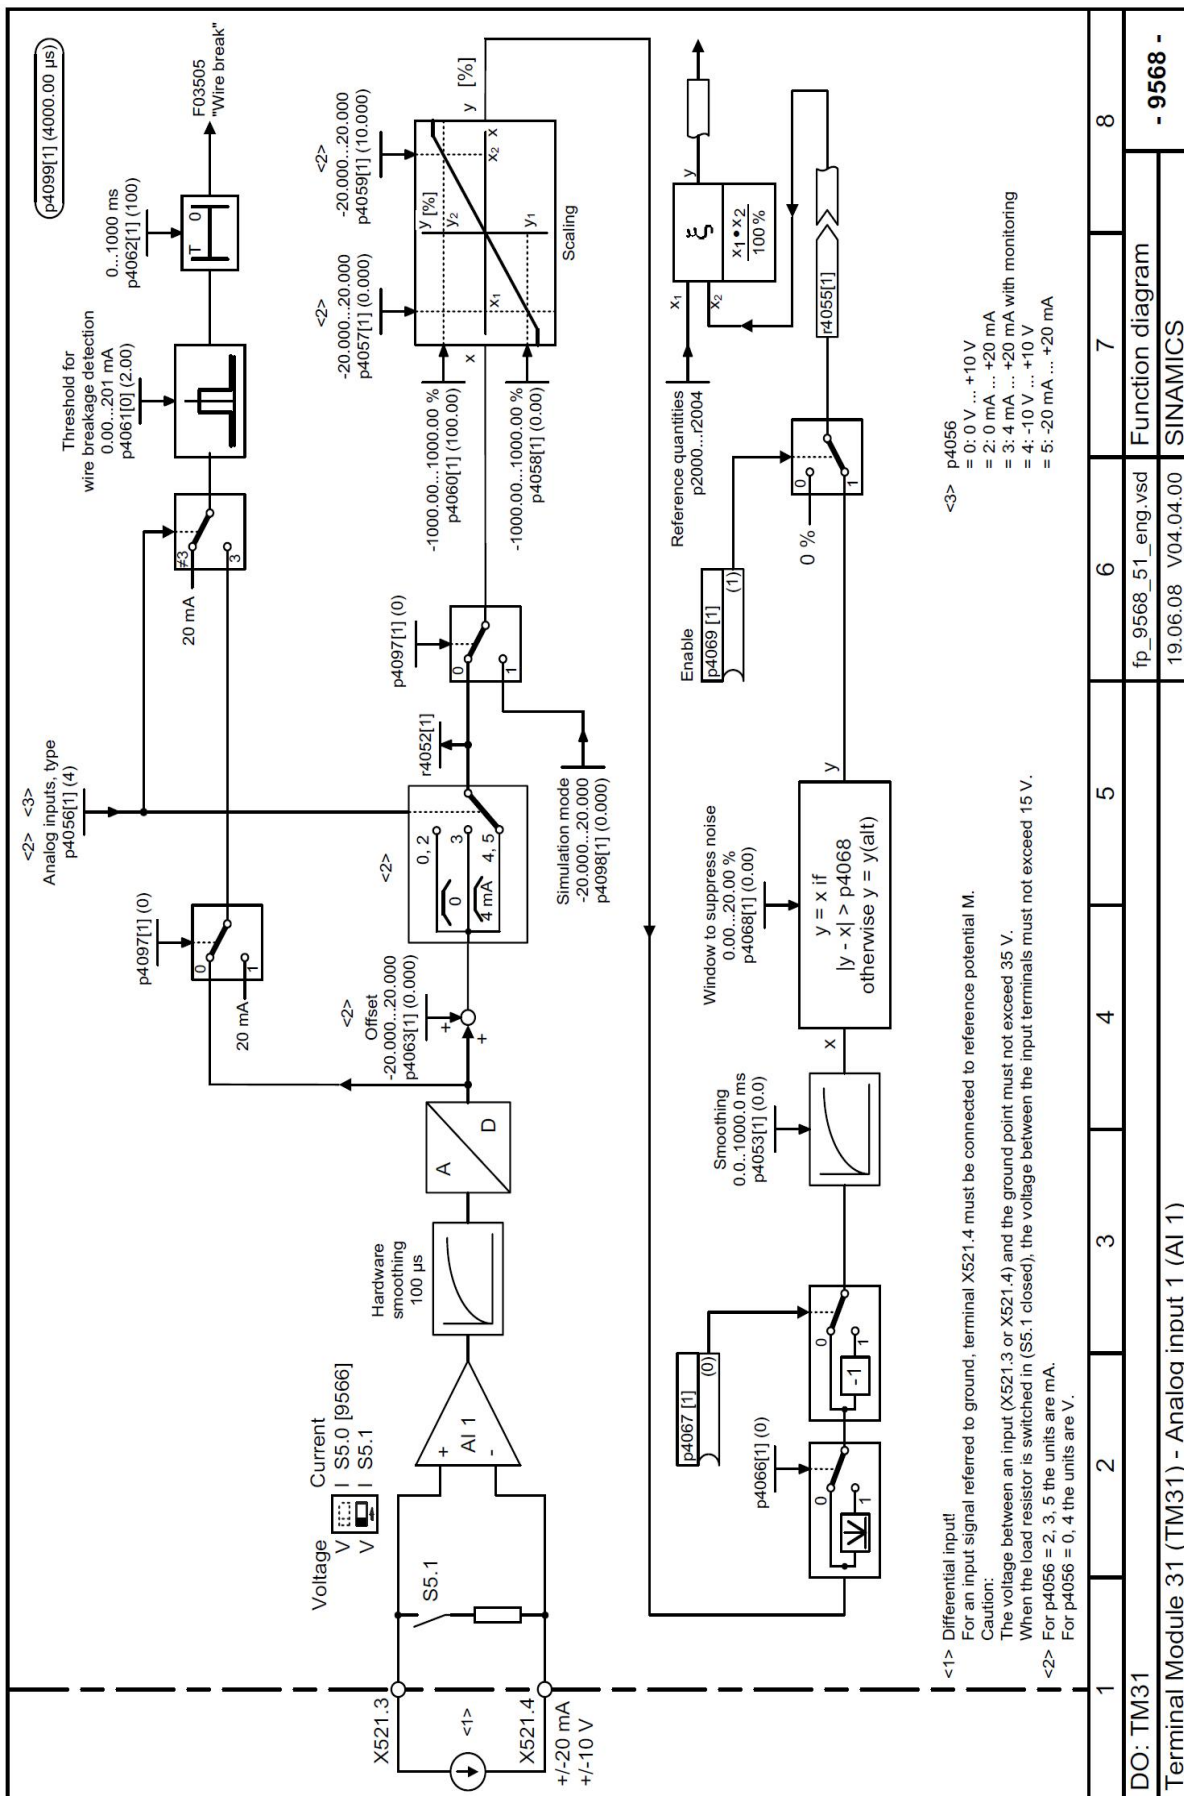 p4099[1] (4000.00 µs)
<2> <3>
Analog inputs, type
p4056[1] (4)
Threshold for
wire breakage detection
0.00...201 mA
p4061[0] (2.00)
0...1000 ms
p4062[1] (100)
F03505
"Wire break"
T 0
p4097[1] (0)
0
1
20 mA
20 mA
≠3
3
Voltage Current
V I S5.0 [9566]
V I S5.1
Hardware
smoothing
100 µs
<2>
Offset
-20.000...20.000
p4063[1] (0.000)
+
+
A
D
AI 1
+
-
S5.1
X521.3
<1>
X521.4
+/-20 mA
+/-10 V
<2>
0, 2
0
3
4 mA
4, 5
r4052[1]
p4097[1] (0)
0
1
Simulation mode
-20.000...20.000
p4098[1] (0.000)
-1000.00...1000.00 %
p4060[1] (100.00)
-1000.00...1000.00 %
p4058[1] (0.00)
<2>
-20.000...20.000
p4057[1] (0.000)
<2>
-20.000...20.000
p4059[1] (10.000)
x
y [%]
y2
x1
x2
x
y1
y [%]
Scaling
p4066[1] (0)
0
1
p4067 [1]
(0)
0
1
-1
Smoothing
0.0...1000.0 ms
p4053[1] (0.0)
Window to suppress noise
0.00...20.00 %
p4068[1] (0.00)
x
y = x if
|y - x| > p4068
otherwise y = y(alt)
y
Enable
p4069 [1]
(1)
0 %
0
1
r4055[1]
Reference quantities
p2000...r2004
x1
x2
x1•x2
100 %
y
<1> Differential input!
For an input signal referred to ground, terminal X521.4 must be connected to reference potential M.
Caution:
The voltage between an input (X521.3 or X521.4) and the ground point must not exceed 35 V.
When the load resistor is switched in (S5.1 closed), the voltage between the input terminals must not exceed 15 V.
<2> For p4056 = 2, 3, 5 the units are mA.
For p4056 = 0, 4 the units are V.
<3> p4056
= 0: 0 V ... +10 V
= 2: 0 mA ... +20 mA
= 3: 4 mA ... +20 mA with monitoring
= 4: -10 V ... +10 V
= 5: -20 mA ... +20 mA
1 2 3 4 5 6 7 8
DO: TM31 fp_9568_51_eng.vsd Function diagram - 9568 -
Terminal Module 31 (TM31) - Analog input 1 (AI 1) 19.06.08 V04.04.00 SINAMICS